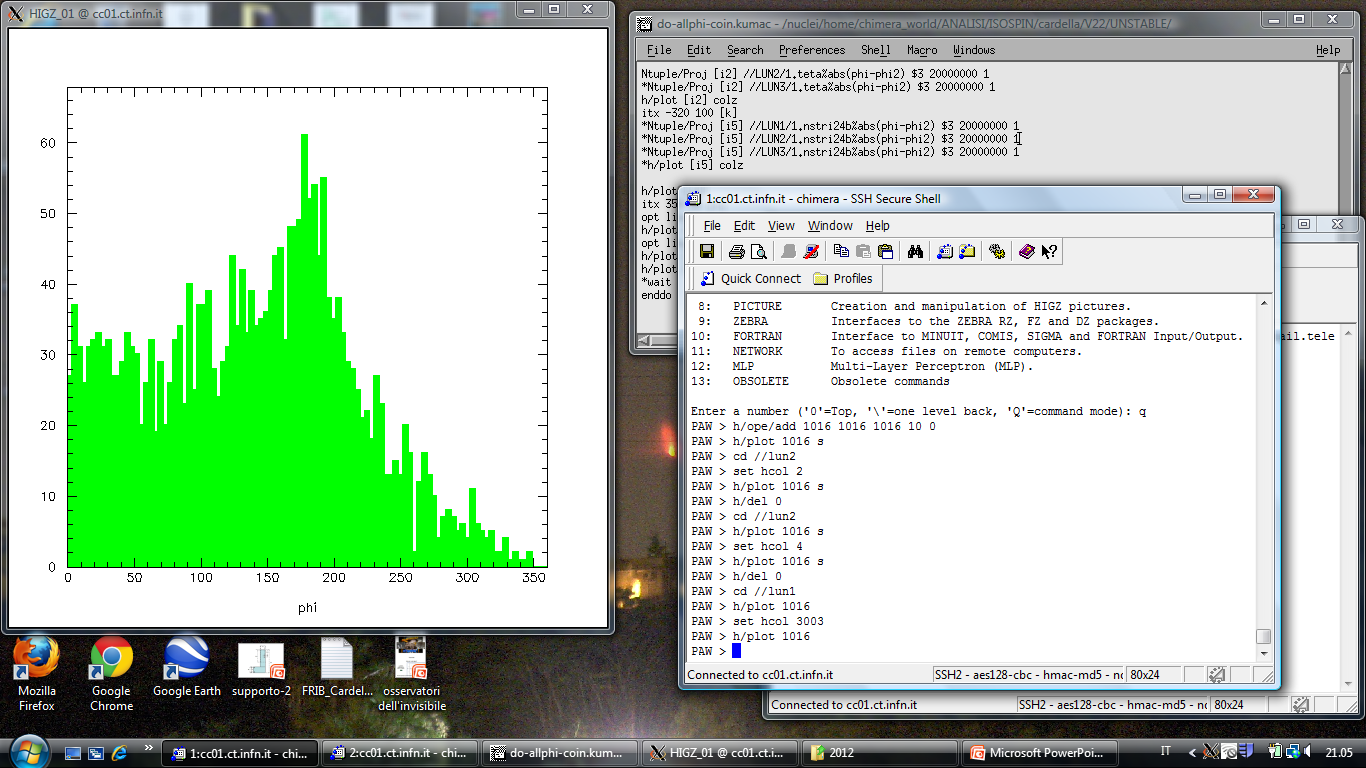 HIGZ_01 @ cc01.ct.infn.it
60
50
40
30
20
10
0
0 50 100 150 200 250 300 350
phi
do-allphi-coin.kumac - /nuclei/home/chimera_world/ANALISI/ISOSPIN/cardella/V22/UNSTABLE/
File Edit Search Preferences Shell Macro Windows Help
Ntuple/Proj [i2] //LUN2/1.teta%abs(phi-phi2) $3 20000000 1
*Ntuple/Proj [i2] //LUN3/1.teta%abs(phi-phi2) $3 20000000 1
h/plot [i2] colz
itx -320 100 [k]
*Ntuple/Proj [i5] //LUN1/1.nstri24b%abs(phi-phi2) $3 20000000 1
*Ntuple/Proj [i5] //LUN2/1.nstri24b%abs(phi-phi2) $3 20000000 1
*Ntuple/Proj [i5] //LUN3/1.nstri24b%abs(phi-phi2) $3 20000000 1
*h/plot [i5] colz
h/plot
itx 35
opt li
h/plo
opt li
h/plo
h/plo
*wait
enddo
1:cc01.ct.infn.it - chimera - SSH Secure Shell
File Edit View Window Help
Quick Connect Profiles
8: PICTURE Creation and manipulation of HIGZ pictures.
9: ZEBRA Interfaces to the ZEBRA RZ, FZ and DZ packages.
10: FORTRAN Interface to MINUIT, COMIS, SIGMA and FORTRAN Input/Output.
11: NETWORK To access files on remote computers.
12: MLP Multi-Layer Perceptron (MLP).
13: OBSOLETE Obsolete commands
Enter a number ('0'=Top, '\'=one level back, 'Q'=command mode): q
PAW > h/ope/add 1016 1016 1016 10 0
PAW > h/plot 1016 s
PAW > cd //lun2
PAW > set hcol 2
PAW > h/plot 1016 s
PAW > h/del 0
PAW > cd //lun2
PAW > h/plot 1016 s
PAW > set hcol 4
PAW > h/plot 1016 s
PAW > h/del 0
PAW > cd //lun1
PAW > h/plot 1016
PAW > set hcol 3003
PAW > h/plot 1016
PAW >
Connected to cc01.ct.infn.it SSH2 - aes128-cbc - hmac-md5 - nc 80x24
ail.tele
Connected to cc01.ct.infn.it SSH2 - aes128-cbc - hmac-md5 - nc 80x24
Mozilla Firefox
Google Chrome
Google Earth
supporto-2
FRIB_Cardel...
osservatori dell'invisibile
1:cc01.ct.infn.it - chi...
2:cc01.ct.infn.it - chi...
do-allphi-coin.kum...
HIGZ_01 @ cc01.ct.i...
2012
Microsoft PowerPoi...
IT
21.05